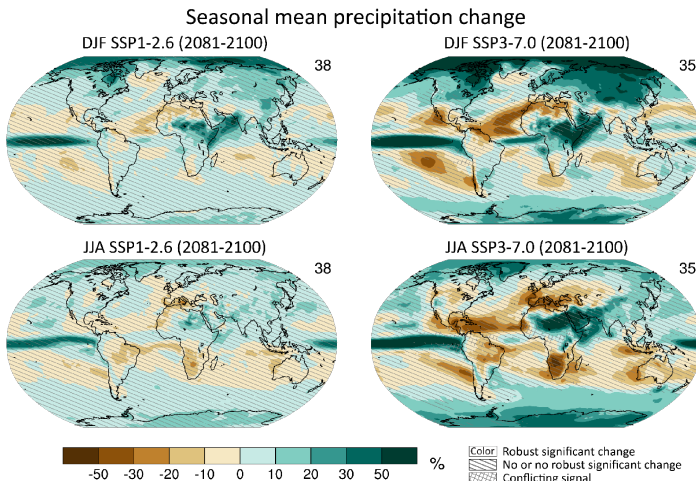 Seasonal mean precipitation change
DJF SSP1-2.6 (2081-2100)
38
DJF SSP3-7.0 (2081-2100)
35
JJA SSP1-2.6 (2081-2100)
38
JJA SSP3-7.0 (2081-2100)
35
-50 -30 -20 -10 0 10 20 30 50
%
Color Robust significant change
No or no robust significant change
Conflicting signal